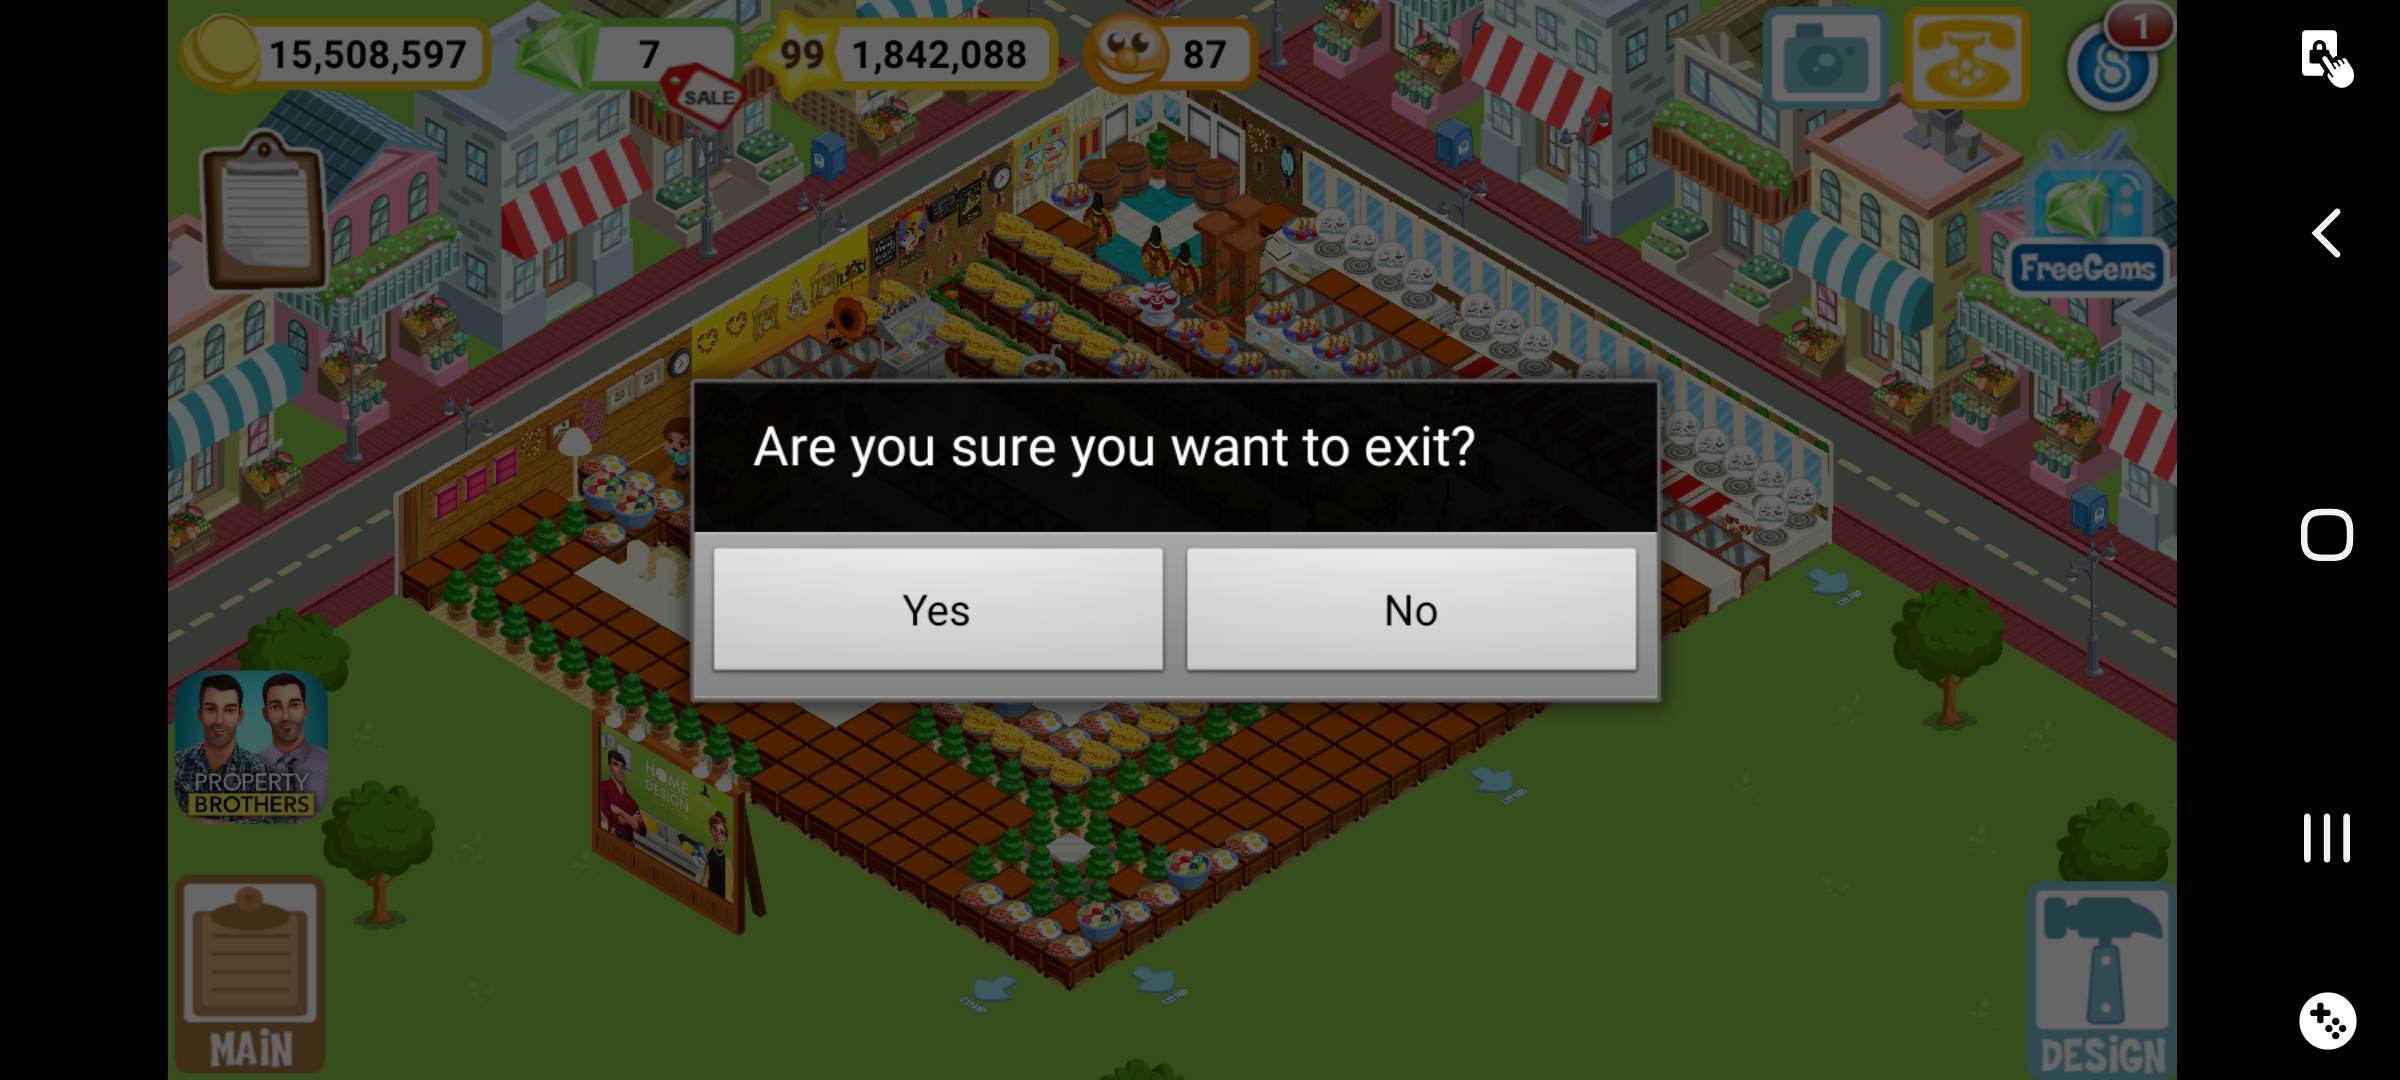 15,508,597
7
SALE
99
1,842,088
87
1
FreeGems
Are you sure you want to exit?
Yes
No
PROPERTY
BROTHERS
HOME
DESIGN
MAiN
DESiGN